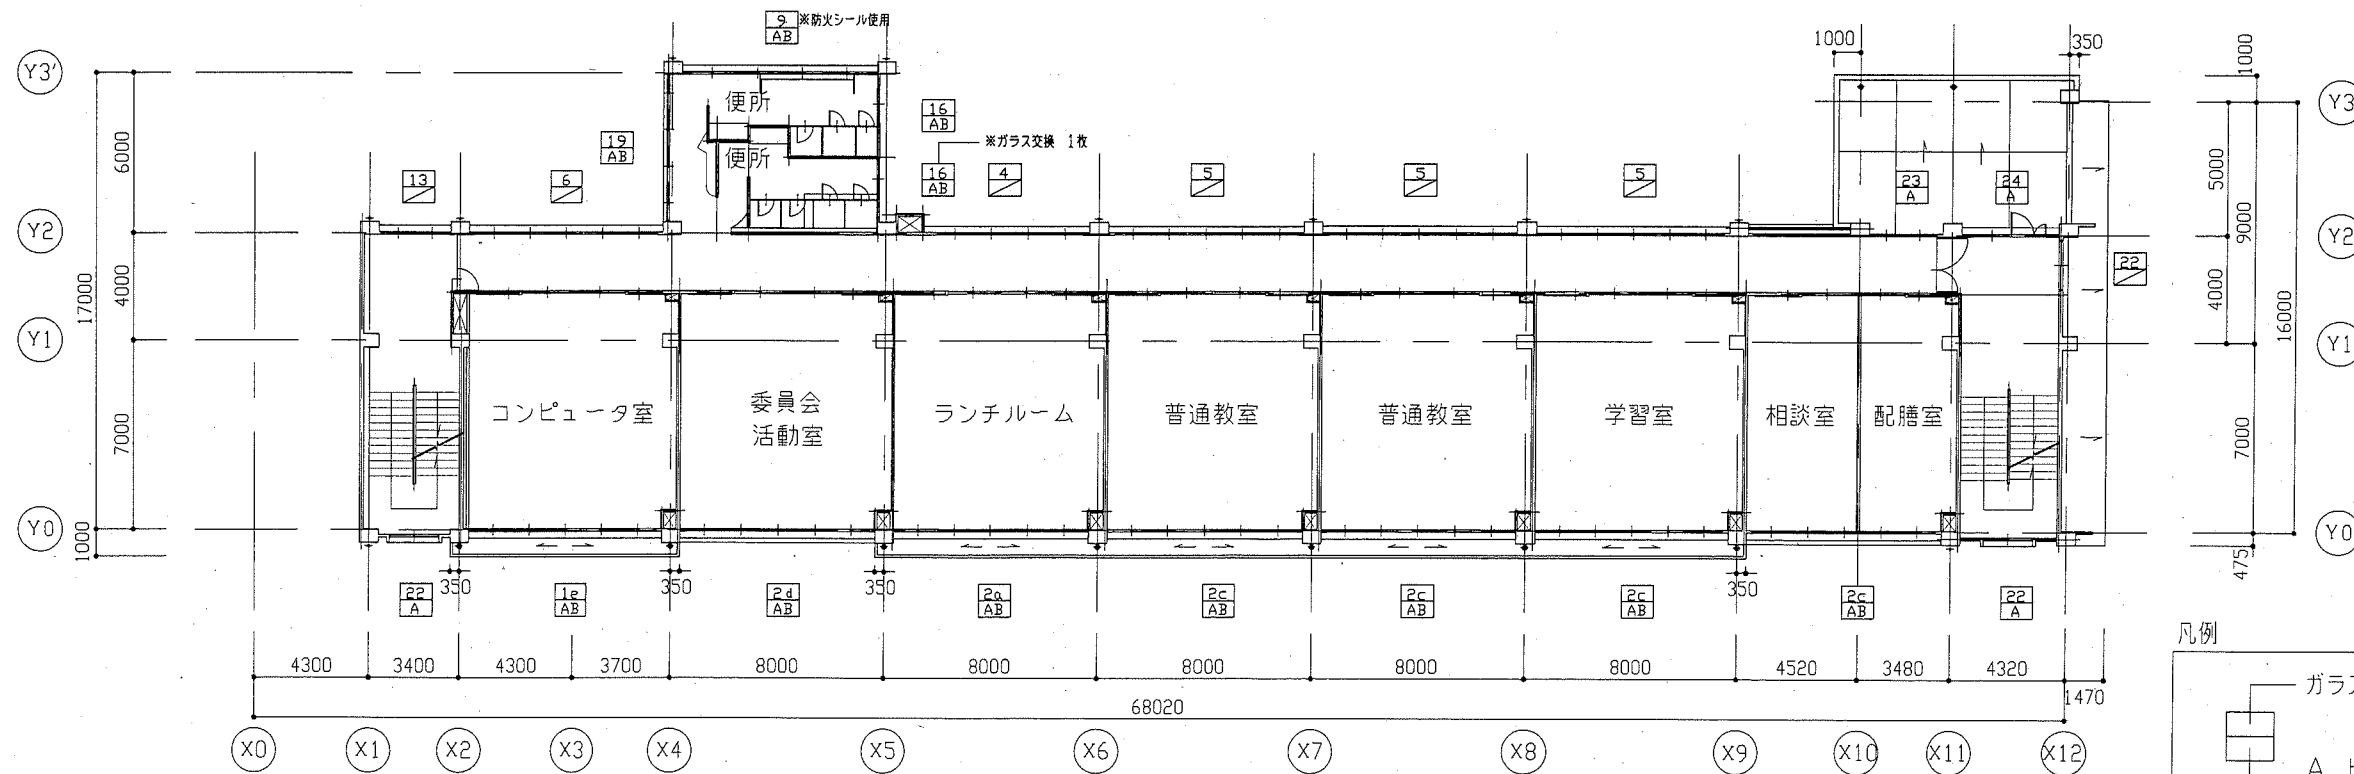 9 ※防火シール使用
AB
1000
350
1000
Y3'
Y3
便所
16
AB
※ガラス交換 1枚
19
AB
便所
6000
13
6
16
AB
4
5
5
5
23
A
24
A
5000
9000
Y2
Y2
22
17000
4000
4000
16000
Y1
Y1
コンピュータ室
委員会
活動室
ランチルーム
普通教室
普通教室
学習室
相談室
配膳室
7000
7000
Y0
Y0
1000
475
350
350
350
350
22
A
1e
AB
2d
AB
2a
AB
2c
AB
2c
AB
2c
AB
2c
AB
22
A
凡例
4300
3400
4300
3700
8000
8000
8000
8000
8000
4520
3480
4320
1470
68020
ガラ
X0
X1
X2
X3
X4
X5
X6
X7
X8
X9
X10
X11
X12
A